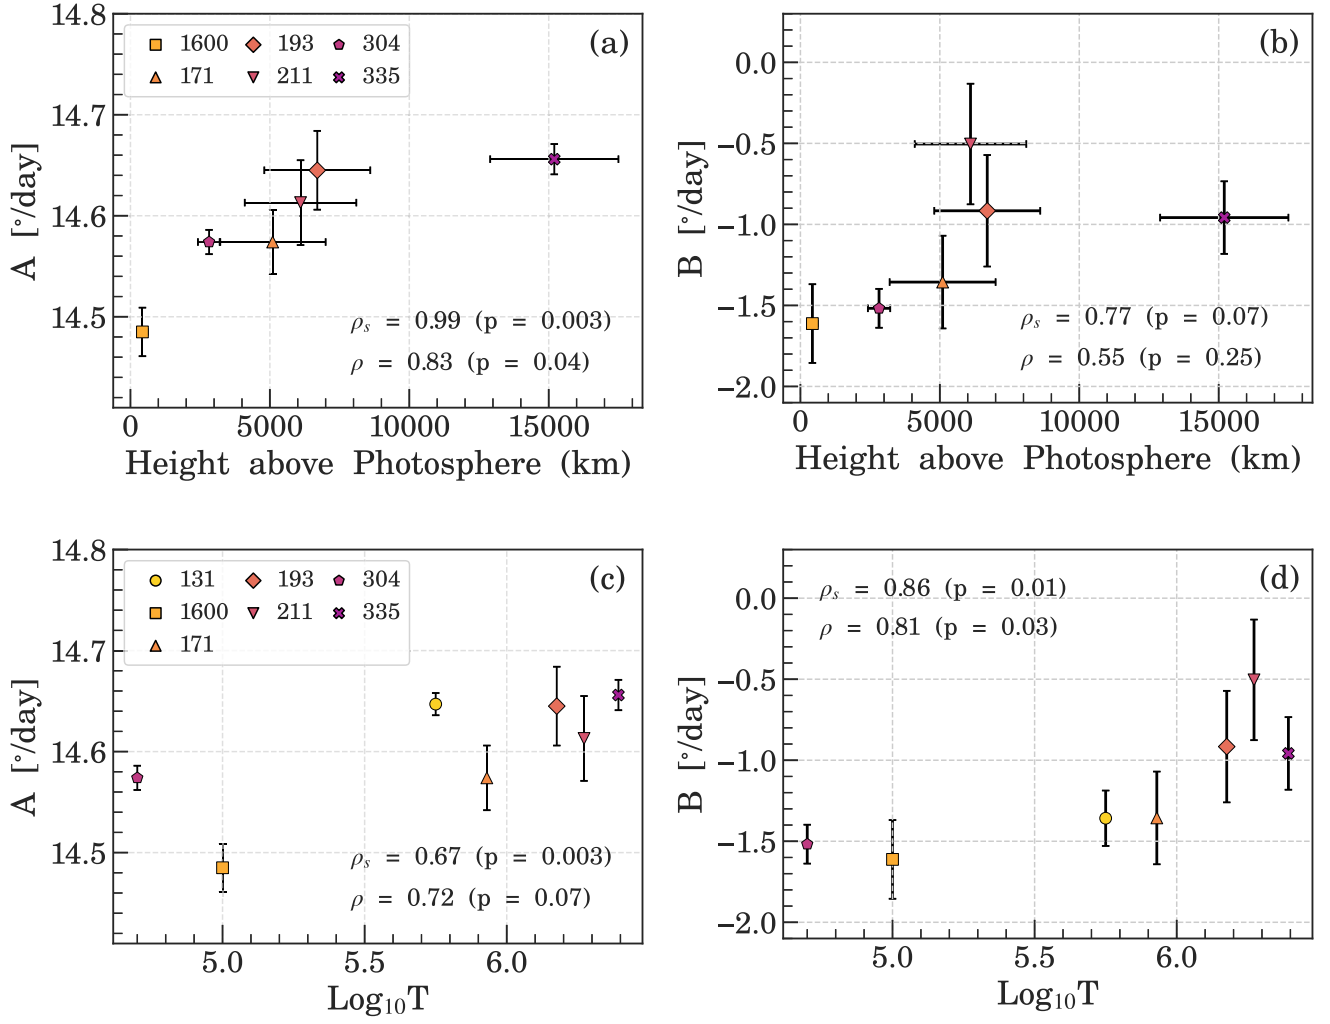 14.8
14.7
14.6
14.5
A [°/day]
1600 193 304
171 211 335
(a)
ρs = 0.99 (p = 0.003)
ρ = 0.83 (p = 0.04)
0 5000 10000 15000
Height above Photosphere (km)
0.0
−0.5
−1.0
−1.5
−2.0
B [°/day]
(b)
ρs = 0.77 (p = 0.07)
ρ = 0.55 (p = 0.25)
0 5000 10000 15000
Height above Photosphere (km)
14.8
14.7
14.6
14.5
A [°/day]
131 193 304
1600 211 335
171
(c)
ρs = 0.67 (p = 0.003)
ρ = 0.72 (p = 0.07)
5.0 5.5 6.0
Log10T
0.0
−0.5
−1.0
−1.5
−2.0
B [°/day]
ρs = 0.86 (p = 0.01)
ρ = 0.81 (p = 0.03)
(d)
5.0 5.5 6.0
Log10T